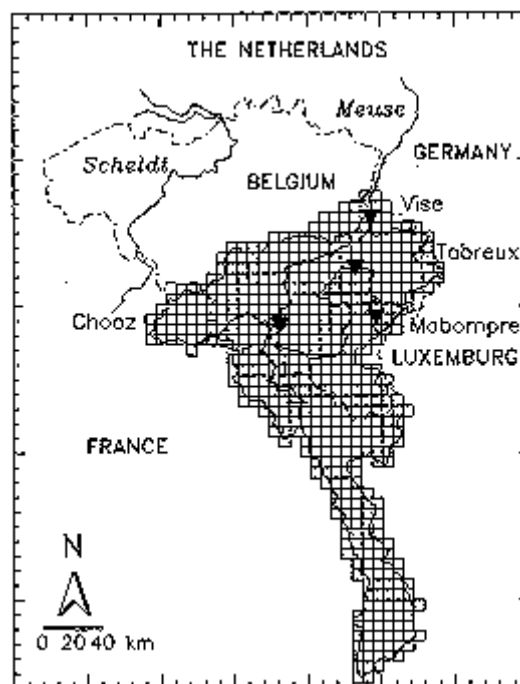 THE NETHERLANDS
Meuse
Scheldt
GERMANY
BELGIUM
Vise
Tabreux
Chooz
Mabompre
LUXEMBURG
FRANCE
N
0 20 40 km